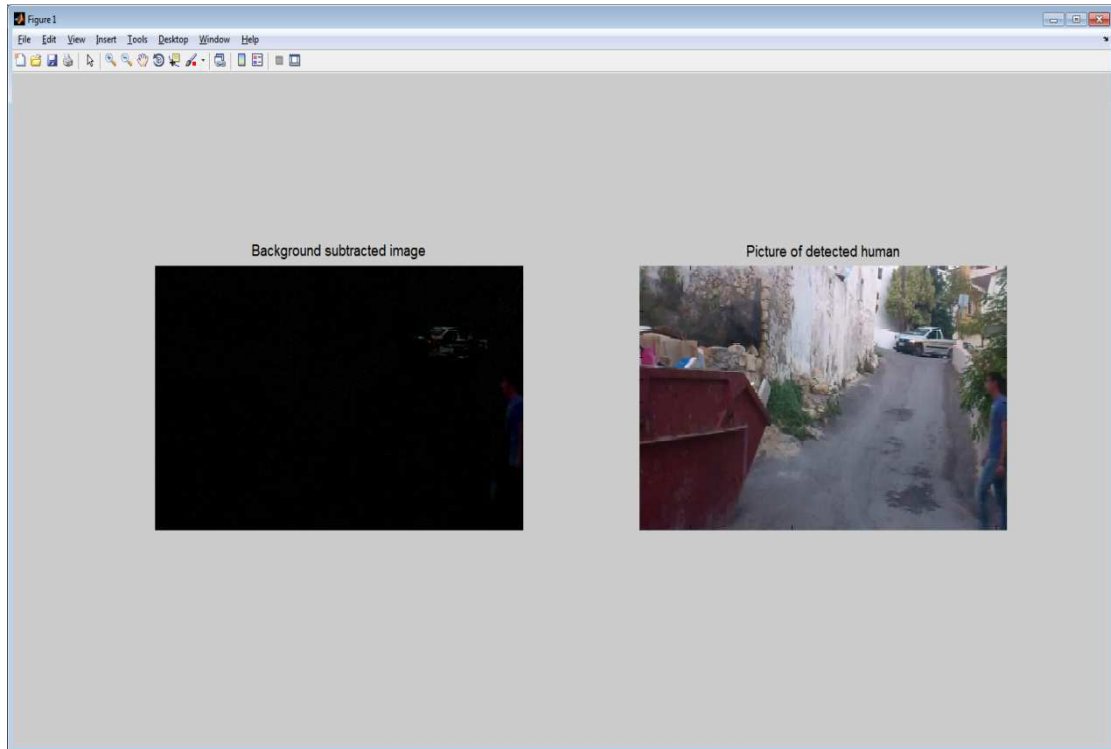 Figure 1
File Edit View Insert Tools Desktop Window Help
Background subtracted image
Picture of detected human